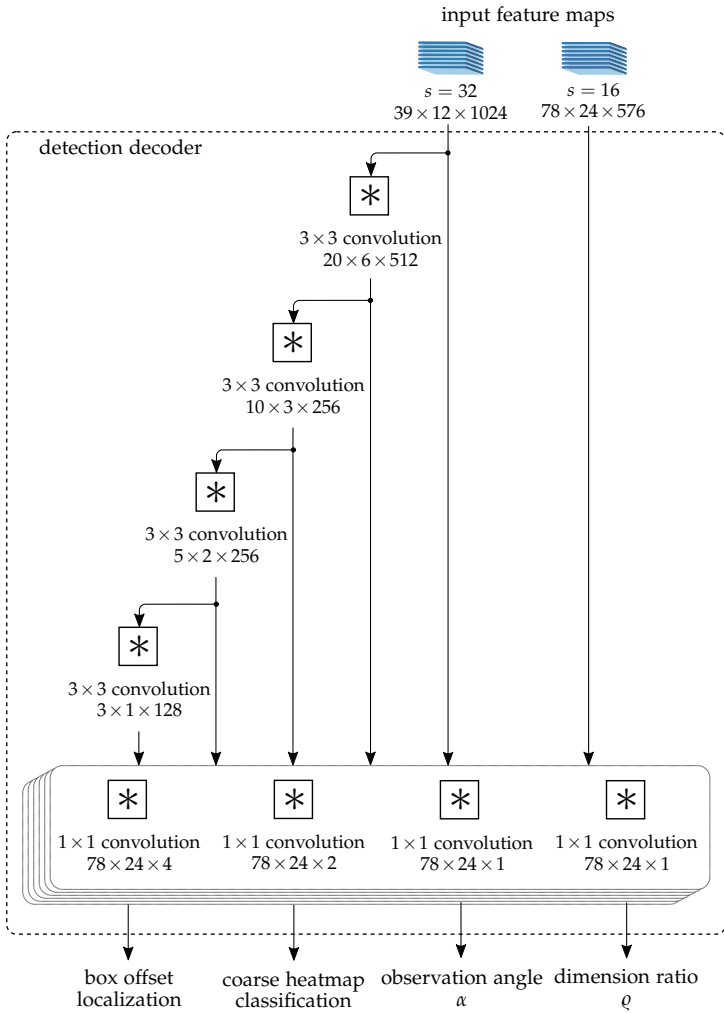 input feature maps
s = 32
39 × 12 × 1024
s = 16
78 × 24 × 576
detection decoder
3 × 3 convolution
20 × 6 × 512
3 × 3 convolution
10 × 3 × 256
3 × 3 convolution
5 × 2 × 256
3 × 3 convolution
3 × 1 × 128
1 × 1 convolution
78 × 24 × 4
1 × 1 convolution
78 × 24 × 2
1 × 1 convolution
78 × 24 × 1
1 × 1 convolution
78 × 24 × 1
box offset
localization
coarse heatmap
classification
observation angle
α
dimension ratio
ϱ